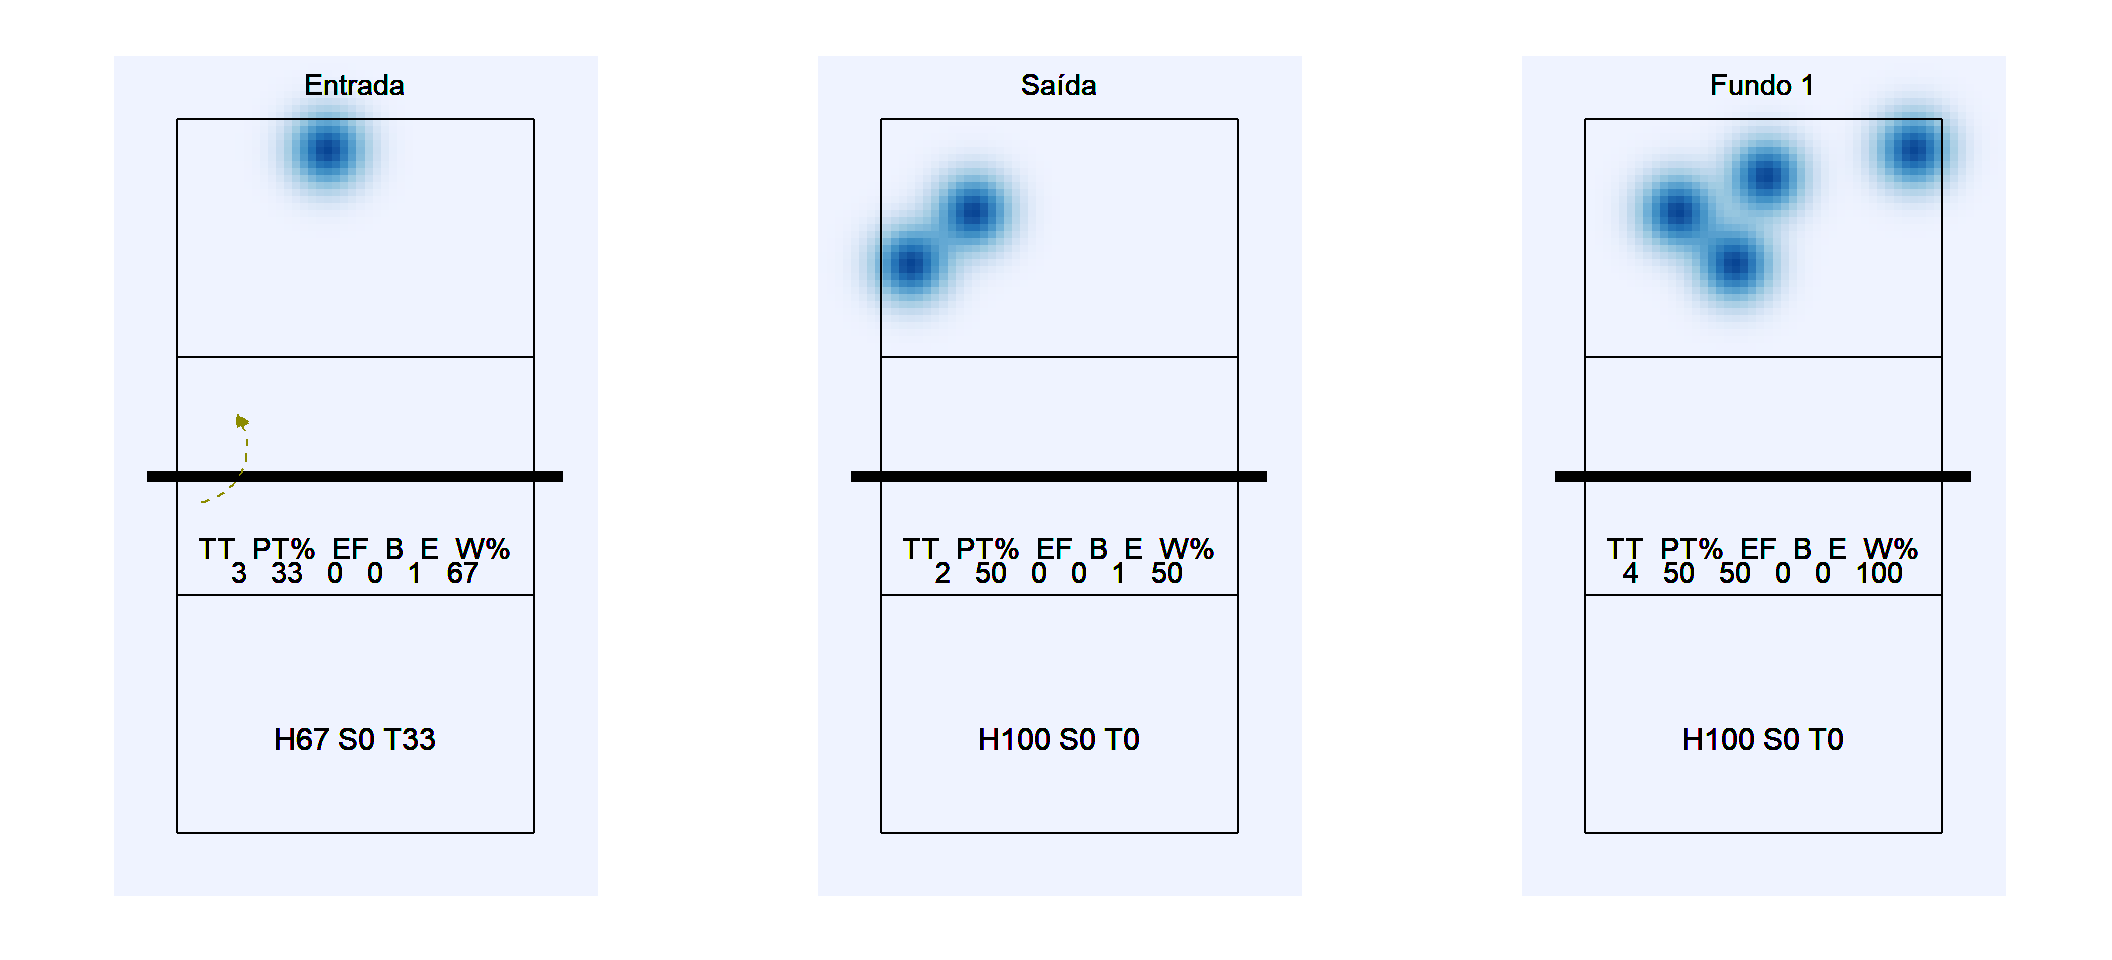 Entrada
TT PT% EF B E W%
3 33 0 0 1 67
H67 S0 T33
Saída
TT PT% EF B E W%
2 50 0 0 1 50
H100 S0 T0
Fundo 1
TT PT% EF B E W%
4 50 50 0 0 100
H100 S0 T0